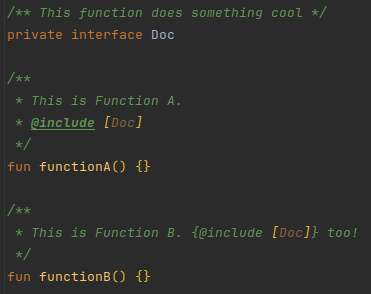 /** This function does something cool */
private interface Doc
/**
 * This is Function A.
 * @include [Doc]
 */
fun functionA() {}
/**
 * This is Function B. {@include [Doc]} too!
 */
fun functionB() {}